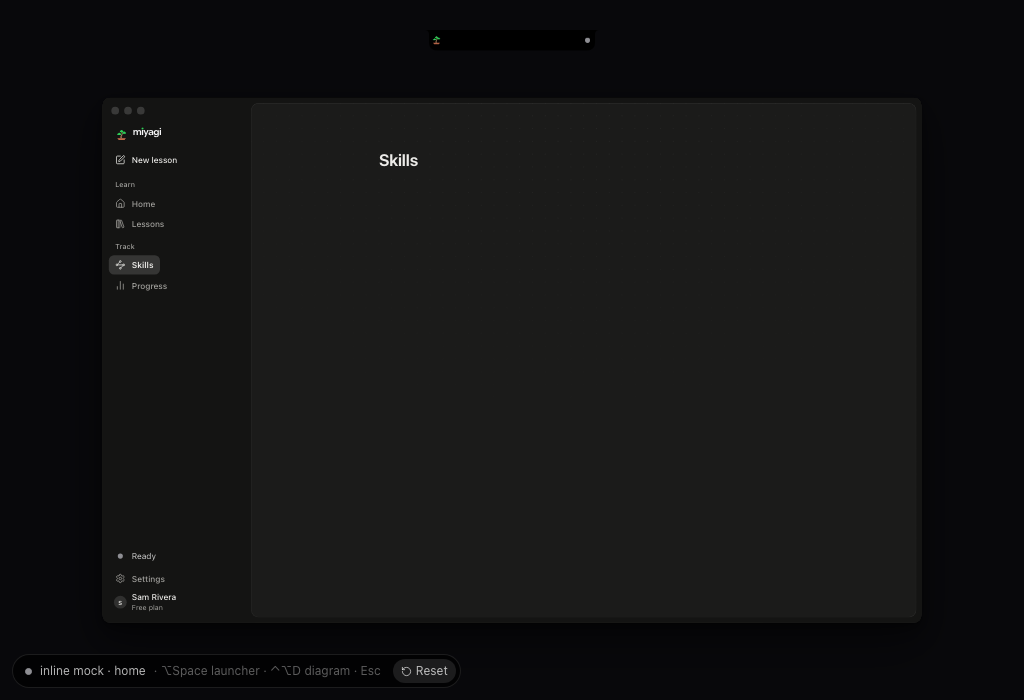 miyagi
New lesson
Learn
Home
Lessons
Track
Skills
Progress
Skills
Ready
Settings
S
Sam Rivera
Free plan
inline mock · home · ⌥Space launcher · ^⌥D diagram · Esc
Reset